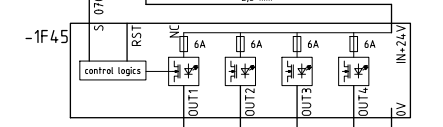 -1F45
S
RST
NC
6A
6A
6A
6A
IN+24V
control logics
OUT1
OUT2
OUT3
OUT4
0V